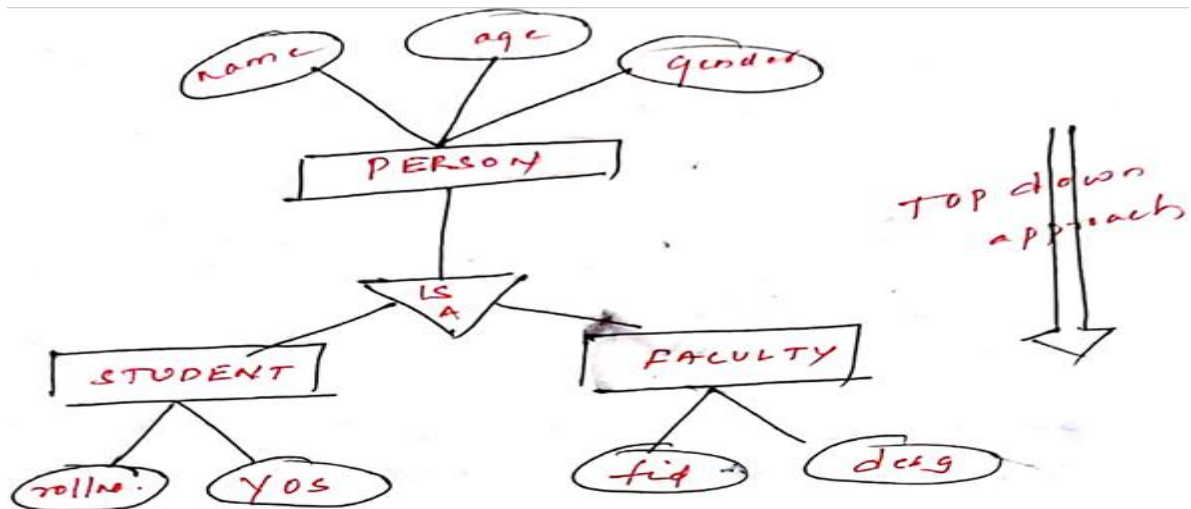 name
age
gender
PERSON
TOP down
approach
IS
A
STUDENT
FACULTY
rollno.
yos
fid
desg